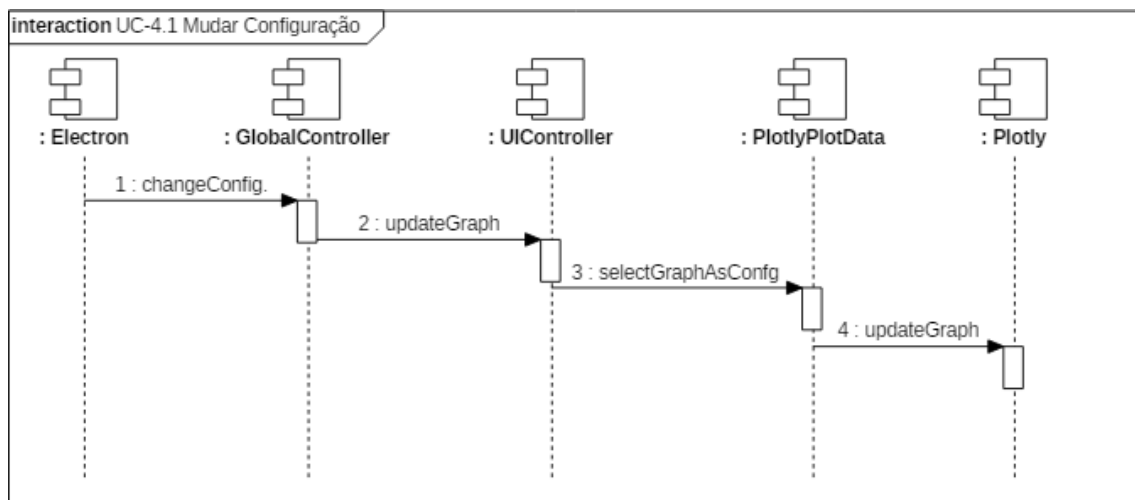 interaction UC-4.1 Mudar Configuração
: Electron
: GlobalController
: UIController
: PlotlyPlotData
: Plotly
1 : changeConfig.
2 : updateGraph
3 : selectGraphAsConfg
4 : updateGraph